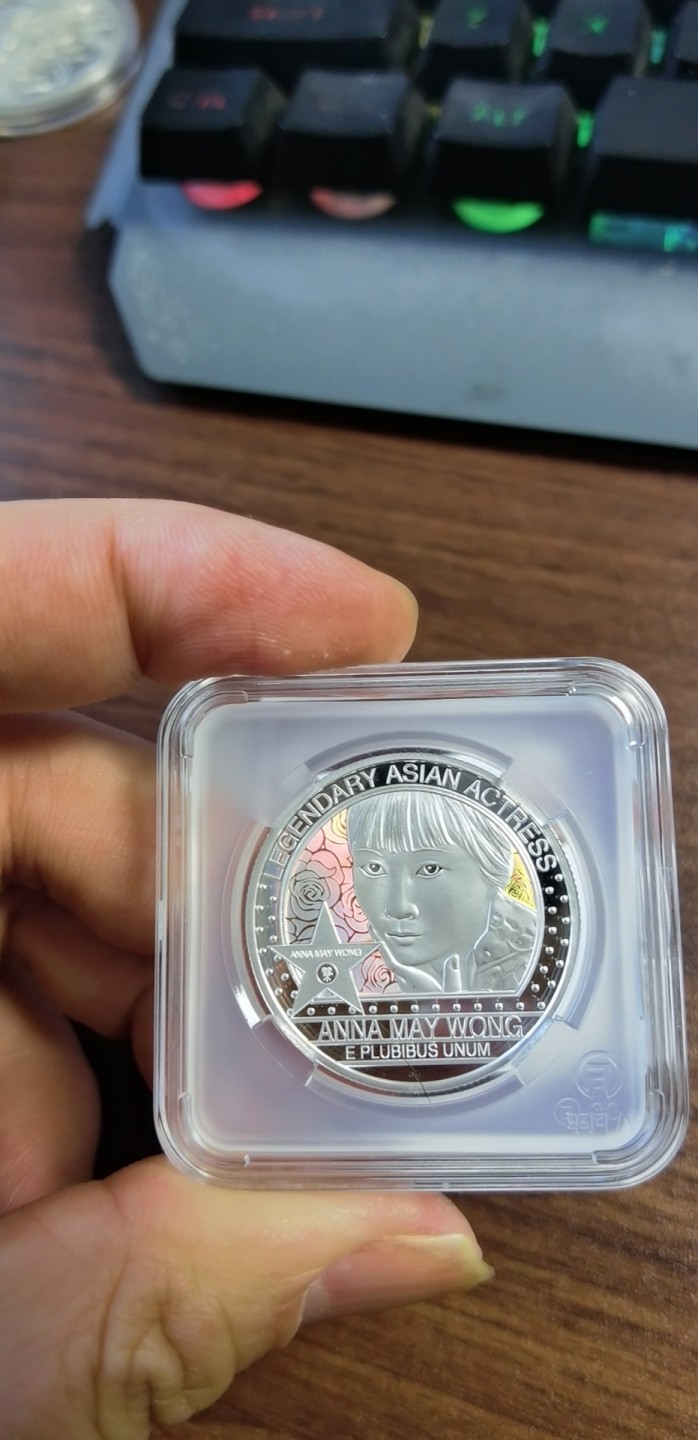 LEGENDARY ASIAN ACTRESS
ANNA MAY WONG
ANNA MAY WONG
E PLUBIBUS UNUM